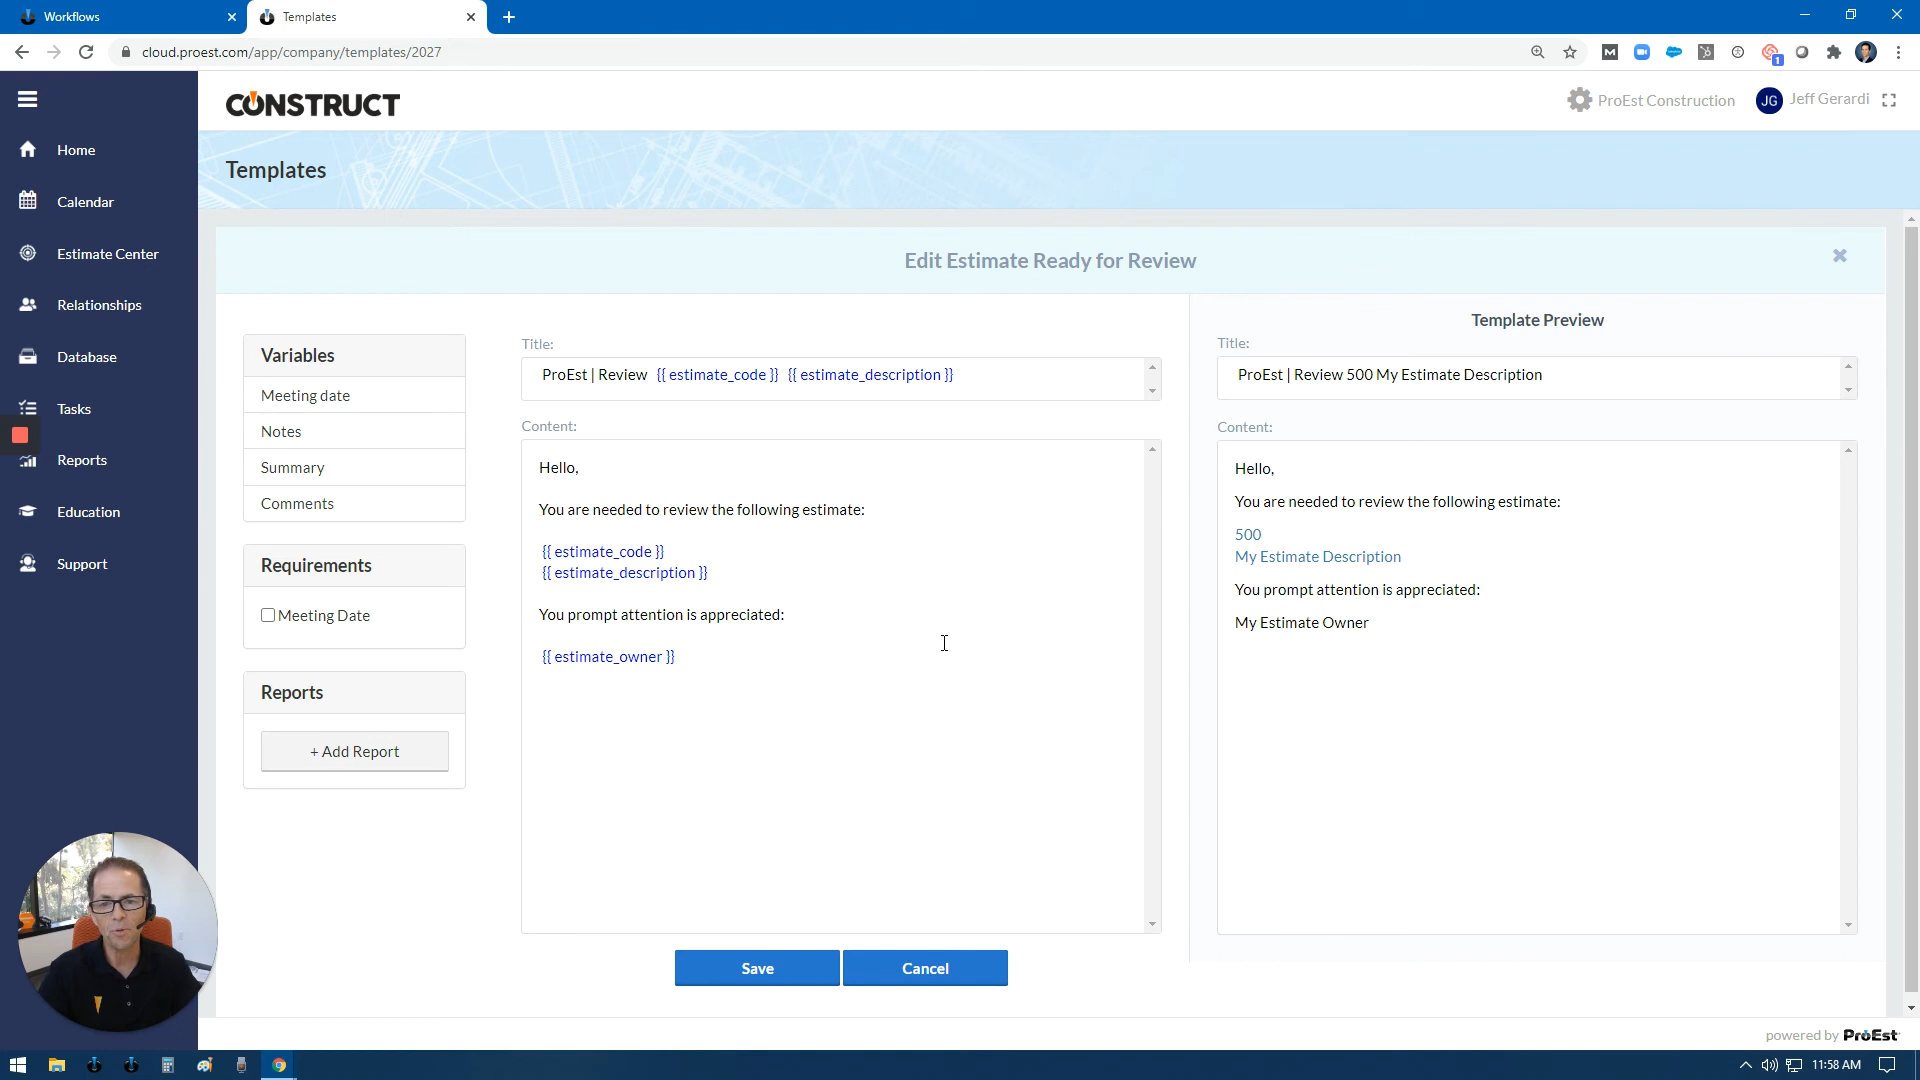 Workflows
Templates
cloud.proest.com/app/company/templates/2027
1
CONSTRUCT
ProEst Construction
JG
Jeff Gerardi
Home
Calendar
Estimate Center
Relationships
Database
Tasks
Reports
Education
Support
Templates
Edit Estimate Ready for Review
Variables
Meeting date
Notes
Summary
Comments
Requirements
Meeting Date
Reports
+ Add Report
Title:
ProEst | Review {{ estimate_code }} {{ estimate_description }}
Content:
Hello,
You are needed to review the following estimate:
{{ estimate_code }}
{{ estimate_description }}
You prompt attention is appreciated:
{{ estimate_owner }}
Save
Cancel
Template Preview
Title:
ProEst | Review 500 My Estimate Description
Content:
Hello,
You are needed to review the following estimate:
500
My Estimate Description
You prompt attention is appreciated:
My Estimate Owner
powered by ProEst
11:58 AM